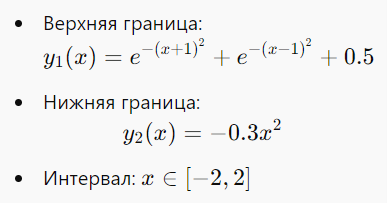 • Верхняя граница:
y₁(x) = e^{−(x+1)²} + e^{−(x−1)²} + 0.5
• Нижняя граница:
y₂(x) = −0.3x²
• Интервал: x ∈ [−2, 2]